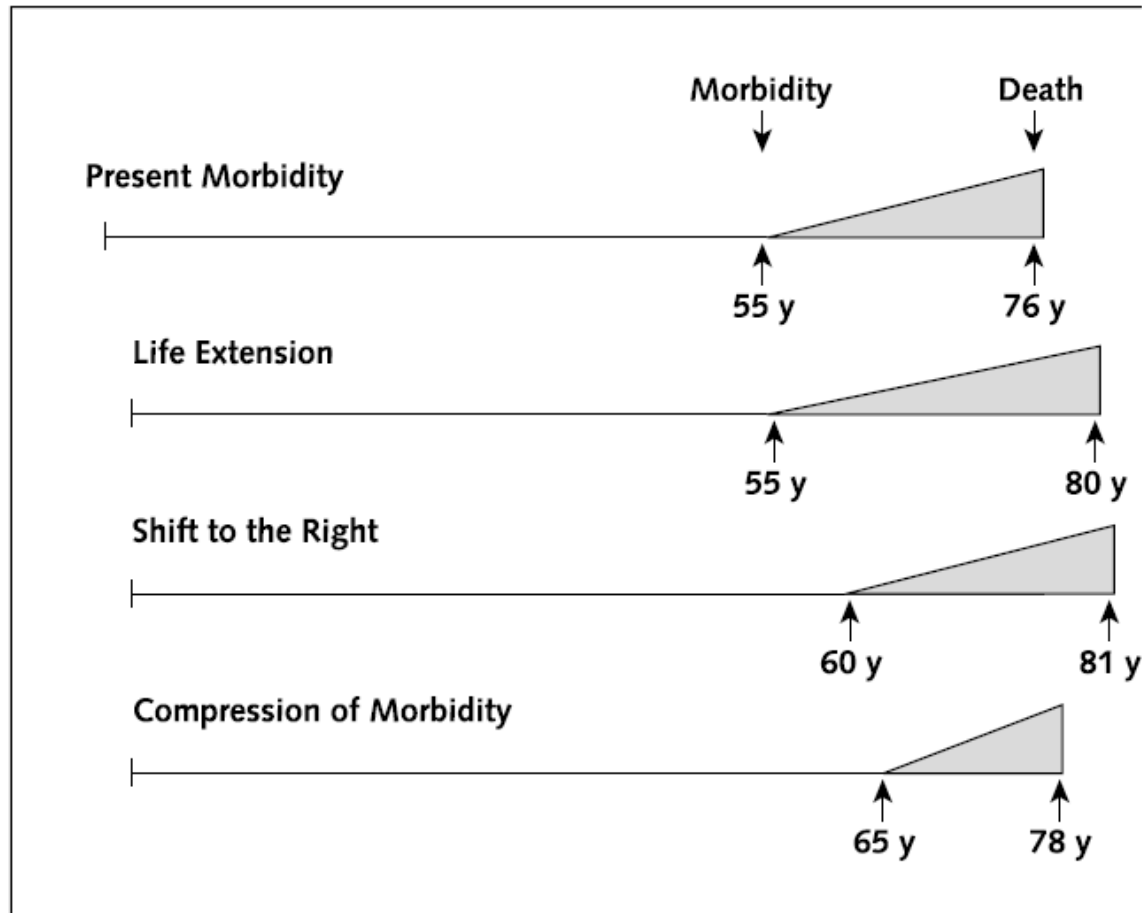 Morbidity Death
Present Morbidity
55 y 76 y
Life Extension
55 y 80 y
Shift to the Right
60 y 81 y
Compression of Morbidity
65 y 78 y